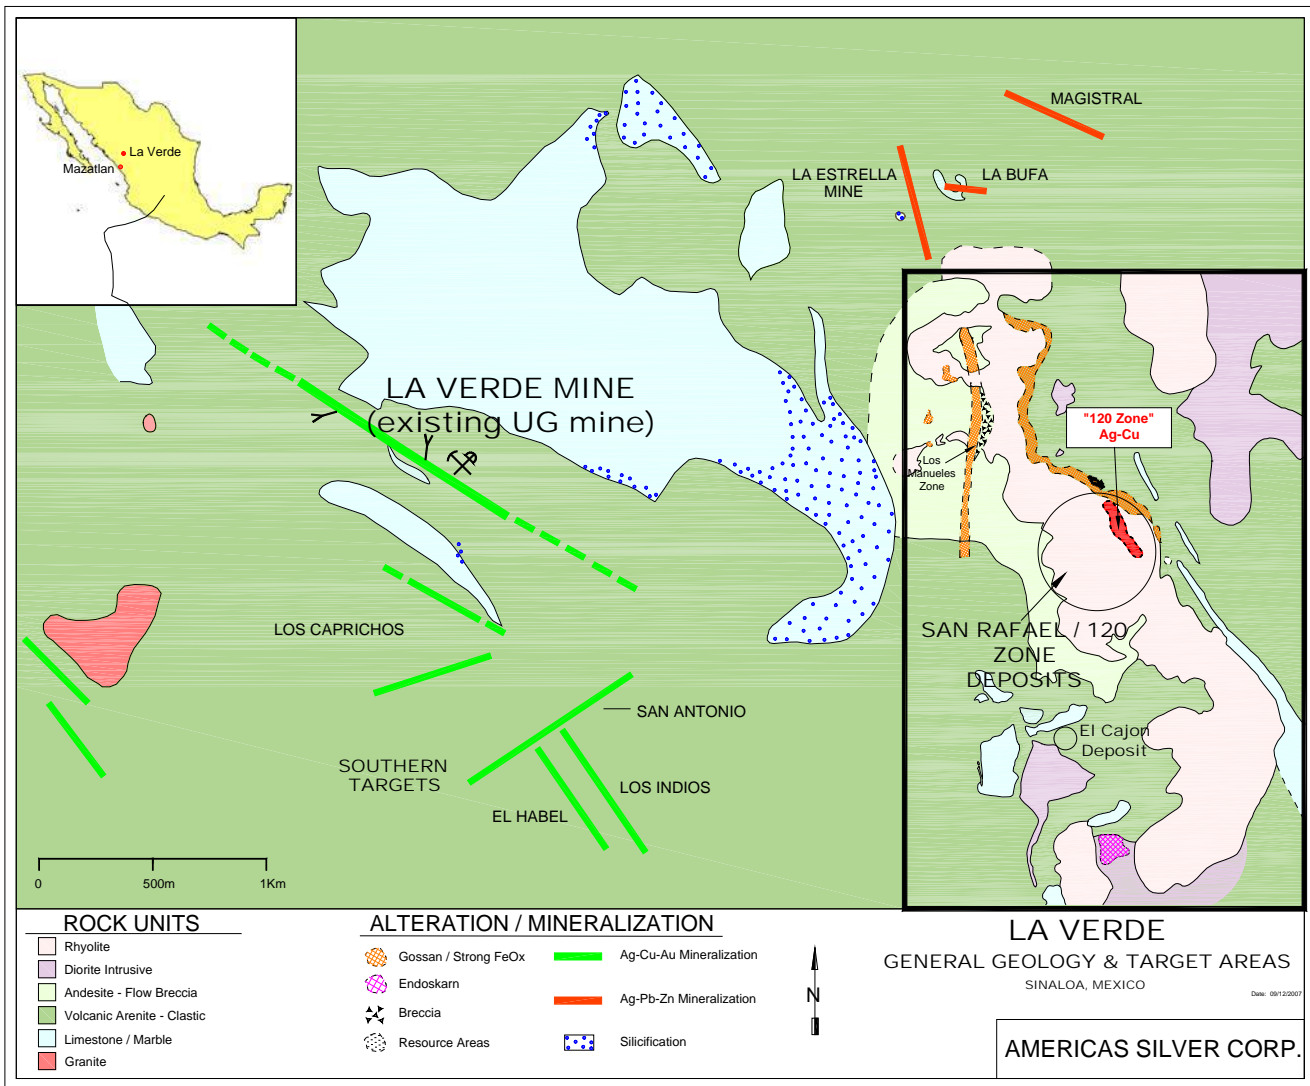 La Verde
Mazatlan
MAGISTRAL
LA ESTRELLA
MINE
LA BUFA
LA VERDE MINE
(existing UG mine)
"120 Zone"
Ag-Cu
Los
Manueles
Zone
LOS CAPRICHOS
SAN RAFAEL / 120
ZONE
DEPOSITS
SAN ANTONIO
El Cajon
Deposit
SOUTHERN
TARGETS
LOS INDIOS
EL HABEL
0 500m 1Km
ROCK UNITS
Rhyolite
Diorite Intrusive
Andesite - Flow Breccia
Volcanic Arenite - Clastic
Limestone / Marble
Granite
ALTERATION / MINERALIZATION
Gossan / Strong FeOx
Endoskarn
Breccia
Resource Areas
Ag-Cu-Au Mineralization
Ag-Pb-Zn Mineralization
Silicification
N
LA VERDE
GENERAL GEOLOGY & TARGET AREAS
SINALOA, MEXICO
Date: 09/12/2007
AMERICAS SILVER CORP.